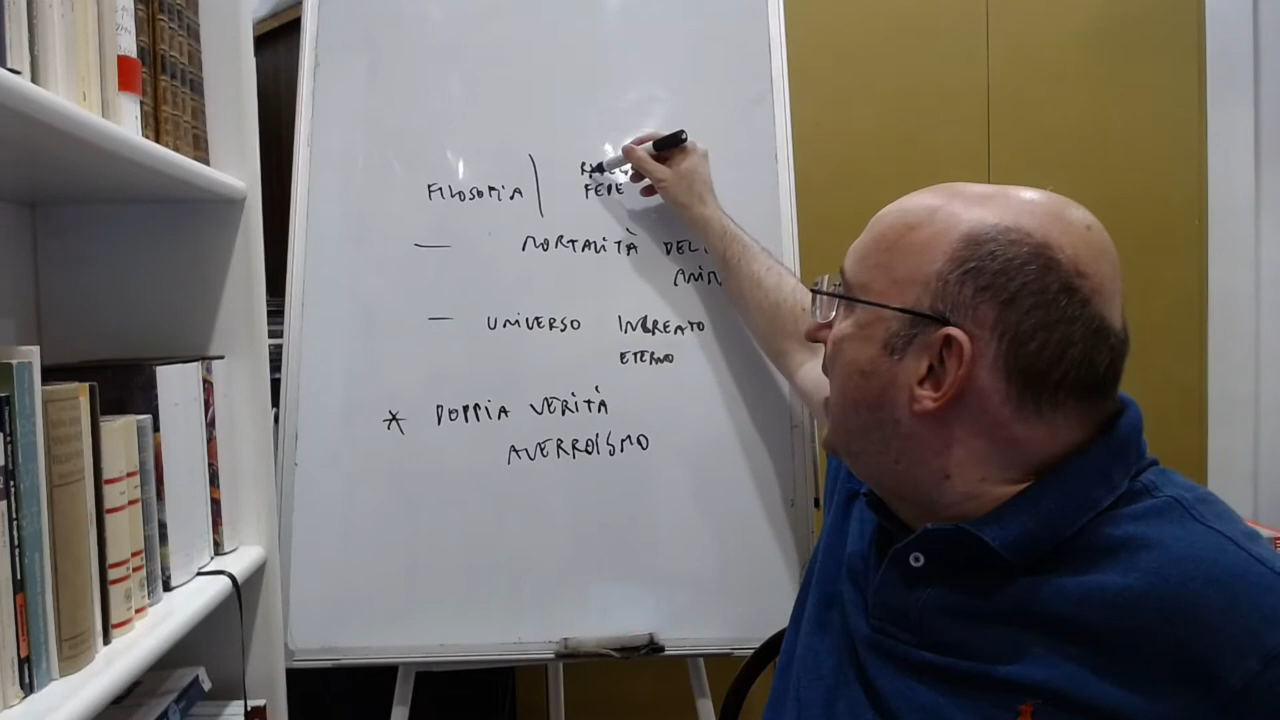 FILOSOFIA
FEDE
— MORTALITÀ
— UNIVERSO INCREATO
ETERNO
* DOPPIA VERITÀ
AVERROISMO